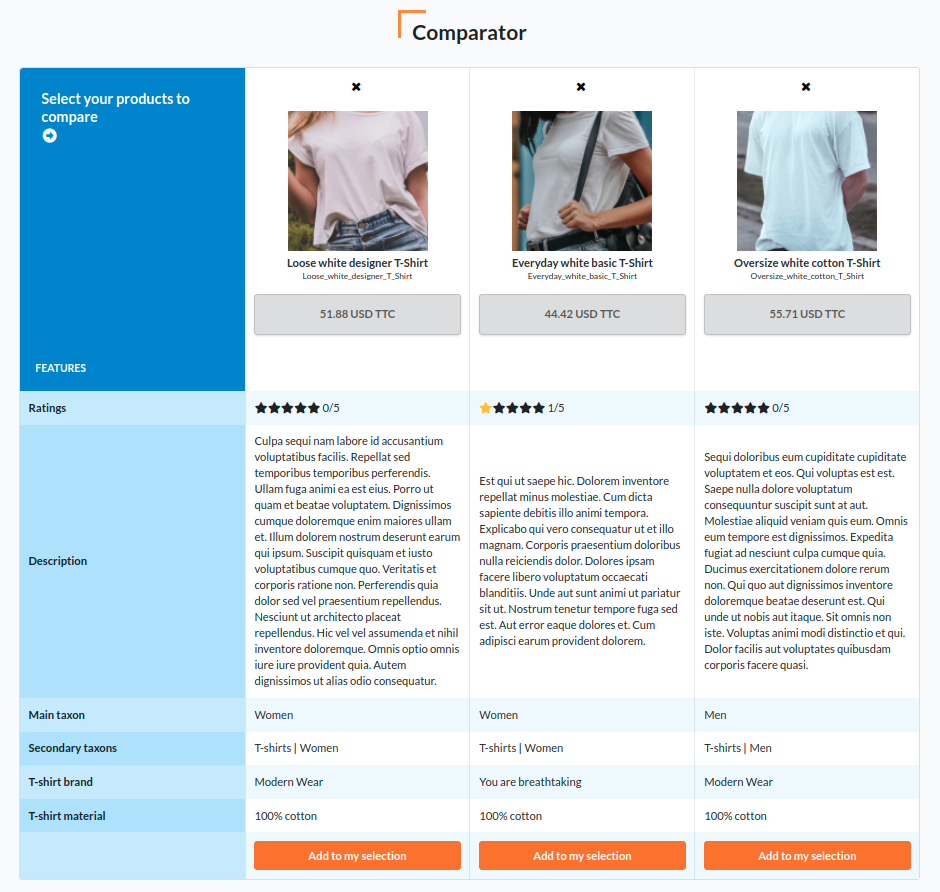 Comparator
Select your products to
compare
FEATURES
✖
Loose white designer T-Shirt
Loose_white_designer_T_Shirt
51.88 USD TTC
✖
Everyday white basic T-Shirt
Everyday_white_basic_T_Shirt
44.42 USD TTC
✖
Oversize white cotton T-Shirt
Oversize_white_cotton_T_Shirt
55.71 USD TTC
Ratings
0/5
1/5
0/5
Description
Culpa sequi nam labore id accusantium
voluptatibus facilis. Repellat sed
temporibus temporibus perferendis.
Ullam fuga animi ea est eius. Porro ut
quam et beatae voluptatem. Dignissimos
cumque doloremque enim maiores ullam
et. Illum dolorem nostrum deserunt earum
qui ipsum. Suscipit quisquam et iusto
voluptatibus cumque quo. Veritatis et
corporis ratione non. Perferendis quia
dolor sed vel praesentium repellendus.
Nesciunt ut architecto placeat
repellendus. Hic vel vel assumenda et nihil
inventore doloremque. Omnis optio omnis
iure iure provident quia. Autem
dignissimos ut alias odio consequatur.
Est qui ut saepe hic. Dolorem inventore
repellat minus molestiae. Cum dicta
sapiente debitis illo animi tempora.
Explicabo qui vero consequatur ut et illo
magnam. Corporis praesentium doloribus
nulla reiciendis dolor. Dolores ipsam
facere libero voluptatum occaecati
blanditiis. Unde aut sunt animi ut pariatur
sit ut. Nostrum tenetur tempore fuga sed
est. Aut error eaque dolores et. Cum
adipisci earum provident dolorem.
Sequi doloribus eum cupiditate cupiditate
voluptatem et eos. Qui voluptas est est.
Saepe nulla dolore voluptatum
consequuntur suscipit sunt at aut.
Molestiae aliquid veniam quis eum. Omnis
eum tempore est dignissimos. Expedita
fugiat ad nesciunt culpa cumque quia.
Ducimus exercitationem dolore rerum
non. Qui quo aut dignissimos inventore
doloremque beatae deserunt est. Qui
unde ut nobis aut itaque. Sit omnis non
iste. Voluptas animi modi distinctio et qui.
Dolor facilis aut voluptates quibusdam
corporis facere quasi.
Main taxon
Women
Women
Men
Secondary taxons
T-shirts | Women
T-shirts | Women
T-shirts | Men
T-shirt brand
Modern Wear
You are breathtaking
Modern Wear
T-shirt material
100% cotton
100% cotton
100% cotton
Add to my selection
Add to my selection
Add to my selection